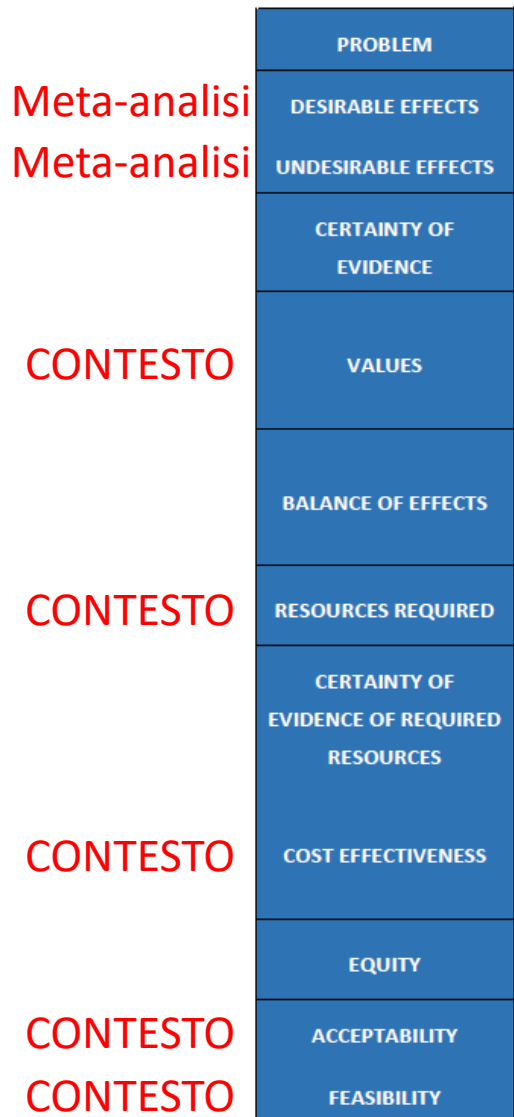 PROBLEM
Meta-analisi DESIRABLE EFFECTS
Meta-analisi UNDESIRABLE EFFECTS
CERTAINTY OF
EVIDENCE
CONTESTO VALUES
BALANCE OF EFFECTS
CONTESTO RESOURCES REQUIRED
CERTAINTY OF
EVIDENCE OF REQUIRED
RESOURCES
CONTESTO COST EFFECTIVENESS
EQUITY
CONTESTO ACCEPTABILITY
CONTESTO FEASIBILITY